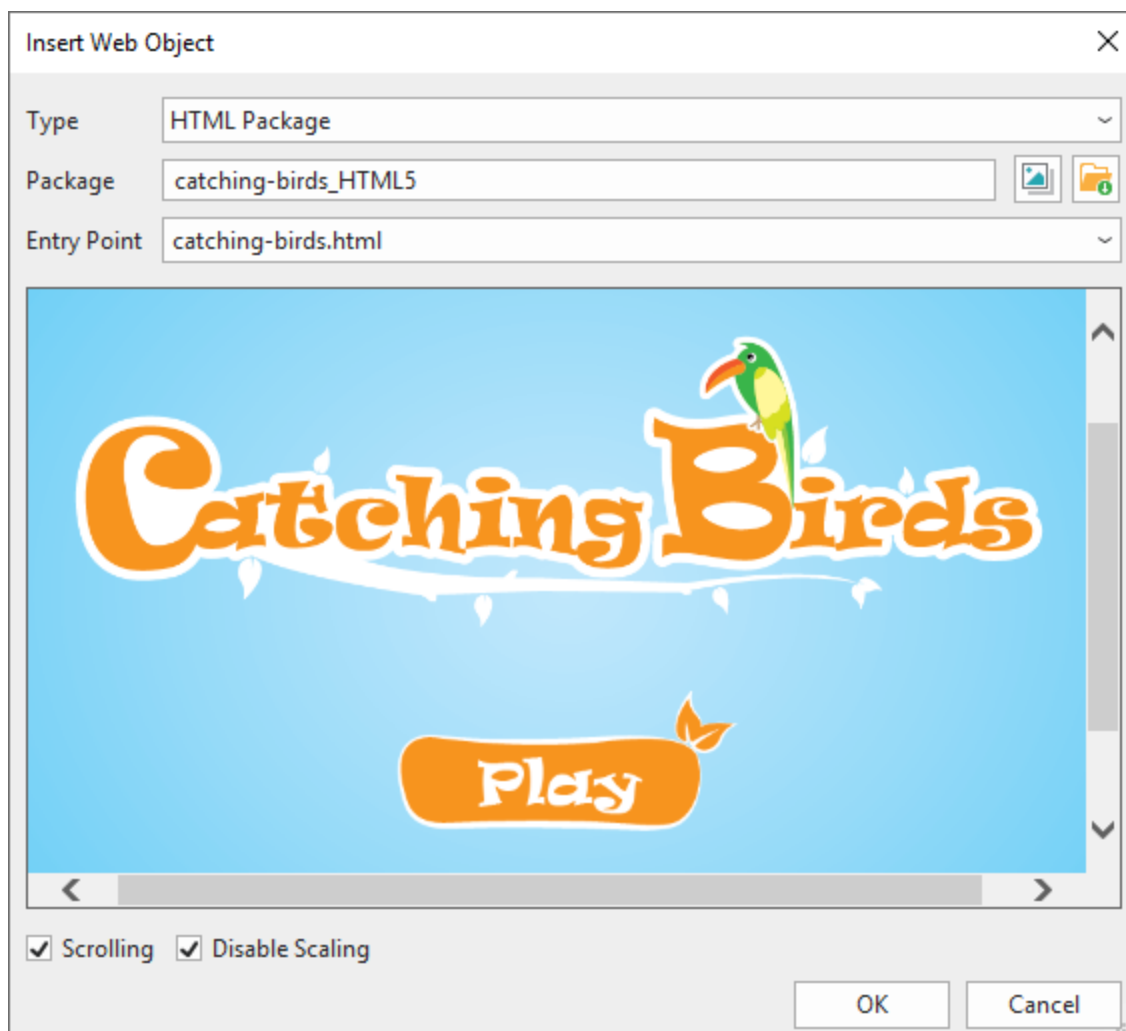 Insert Web Object
Type HTML Package
Package catching-birds_HTML5
Entry Point catching-birds.html
Catching Birds
Play
Scrolling Disable Scaling
OK Cancel